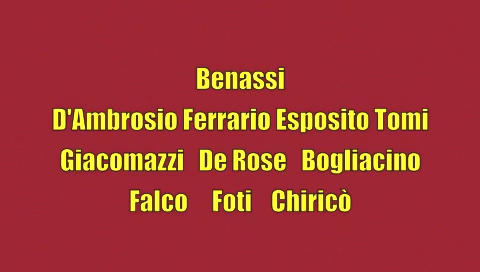 Benassi
D'Ambrosio Ferrario Esposito Tomi
Giacomazzi De Rose Bogliacino
Falco Foti Chiricò